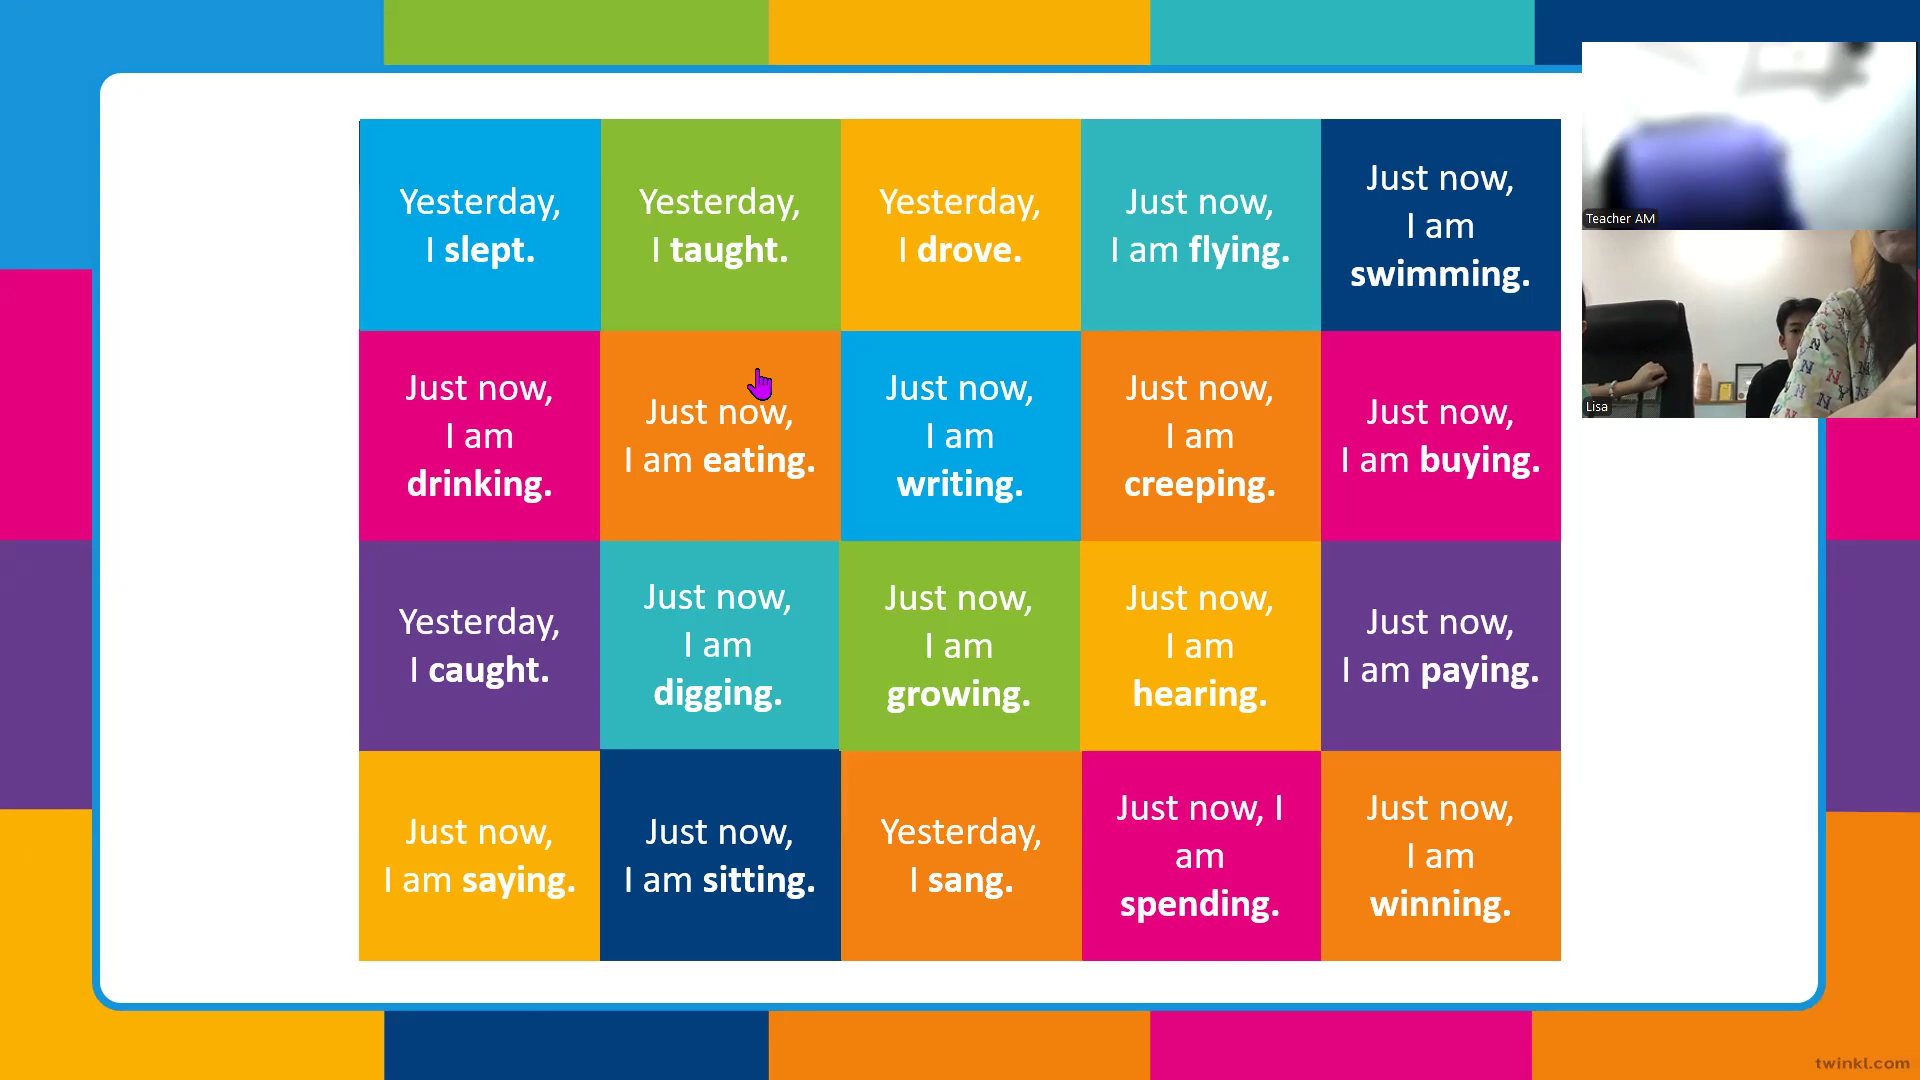 Yesterday,
I slept.
Yesterday,
I taught.
Yesterday,
I drove.
Just now,
I am flying.
Just now,
I am
swimming.
Just now,
I am
drinking.
Just now,
I am eating.
Just now,
I am
writing.
Just now,
I am
creeping.
Just now,
I am buying.
Yesterday,
I caught.
Just now,
I am
digging.
Just now,
I am
growing.
Just now,
I am
hearing.
Just now,
I am paying.
Just now,
I am saying.
Just now,
I am sitting.
Yesterday,
I sang.
Just now, I
am
spending.
Just now,
I am
winning.
Teacher AM
Lisa
twinkl.com